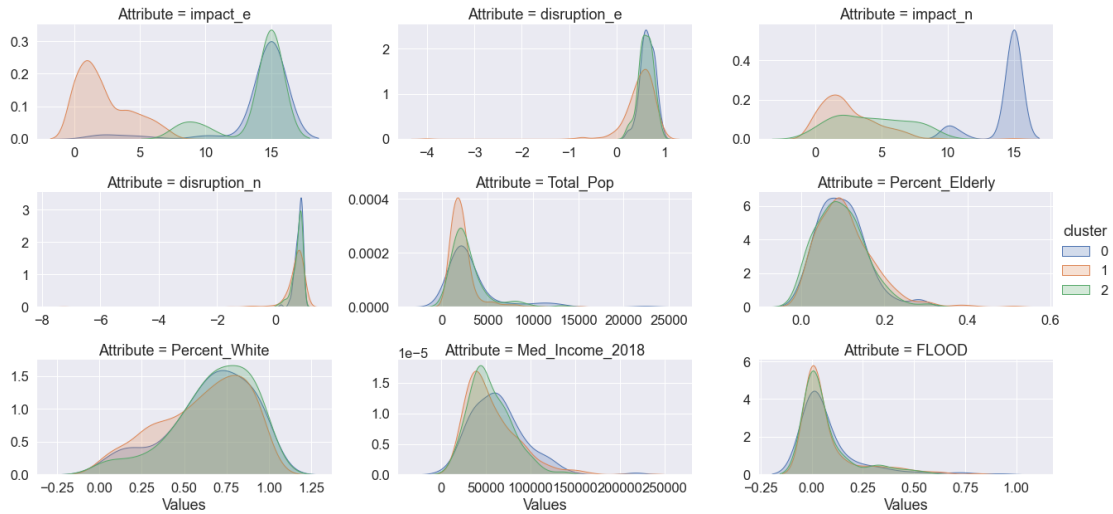 Attribute = impact_e
0.3
0.2
0.1
0.0
0 5 10 15
Attribute = disruption_e
2
1
0
−4 −3 −2 −1 0 1
Attribute = impact_n
0.4
0.2
0.0
0 5 10 15
Attribute = disruption_n
3
2
1
0
−8 −6 −4 −2 0
Attribute = Total_Pop
0.0004
0.0002
0.0000
0 5000 10000 15000 20000 25000
Attribute = Percent_Elderly
6
4
2
0
0.0 0.2 0.4 0.6
cluster
0
1
2
Attribute = Percent_White
1.5
1.0
0.5
0.0
−0.25 0.00 0.25 0.50 0.75 1.00 1.25
Values
1e−5
Attribute = Med_Income_2018
1.5
1.0
0.5
0.0
0 50000 100000 150000 200000 250000
Values
Attribute = FLOOD
6
4
2
0
−0.25 0.00 0.25 0.50 0.75 1.00
Values